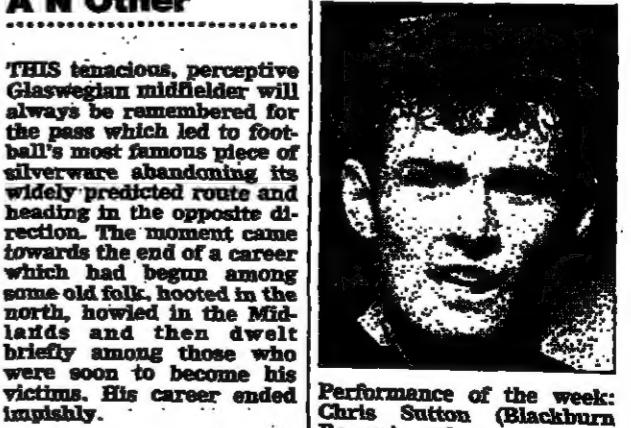 A N Other
THIS tenacious, perceptive
Glaswegian midfielder will
always be remembered for
the pass which led to foot-
ball's most famous piece of
silverware abandoning its
widely predicted route and
heading in the opposite di-
rection. The moment came
towards the end of a career
which had begun among
some old folk, hooted in the
north, howled in the Mid-
lands and then dwelt
briefly among those who
were soon to become his
victims. His career ended
impishly.
Performance of the week:
Chris Sutton (Blackburn